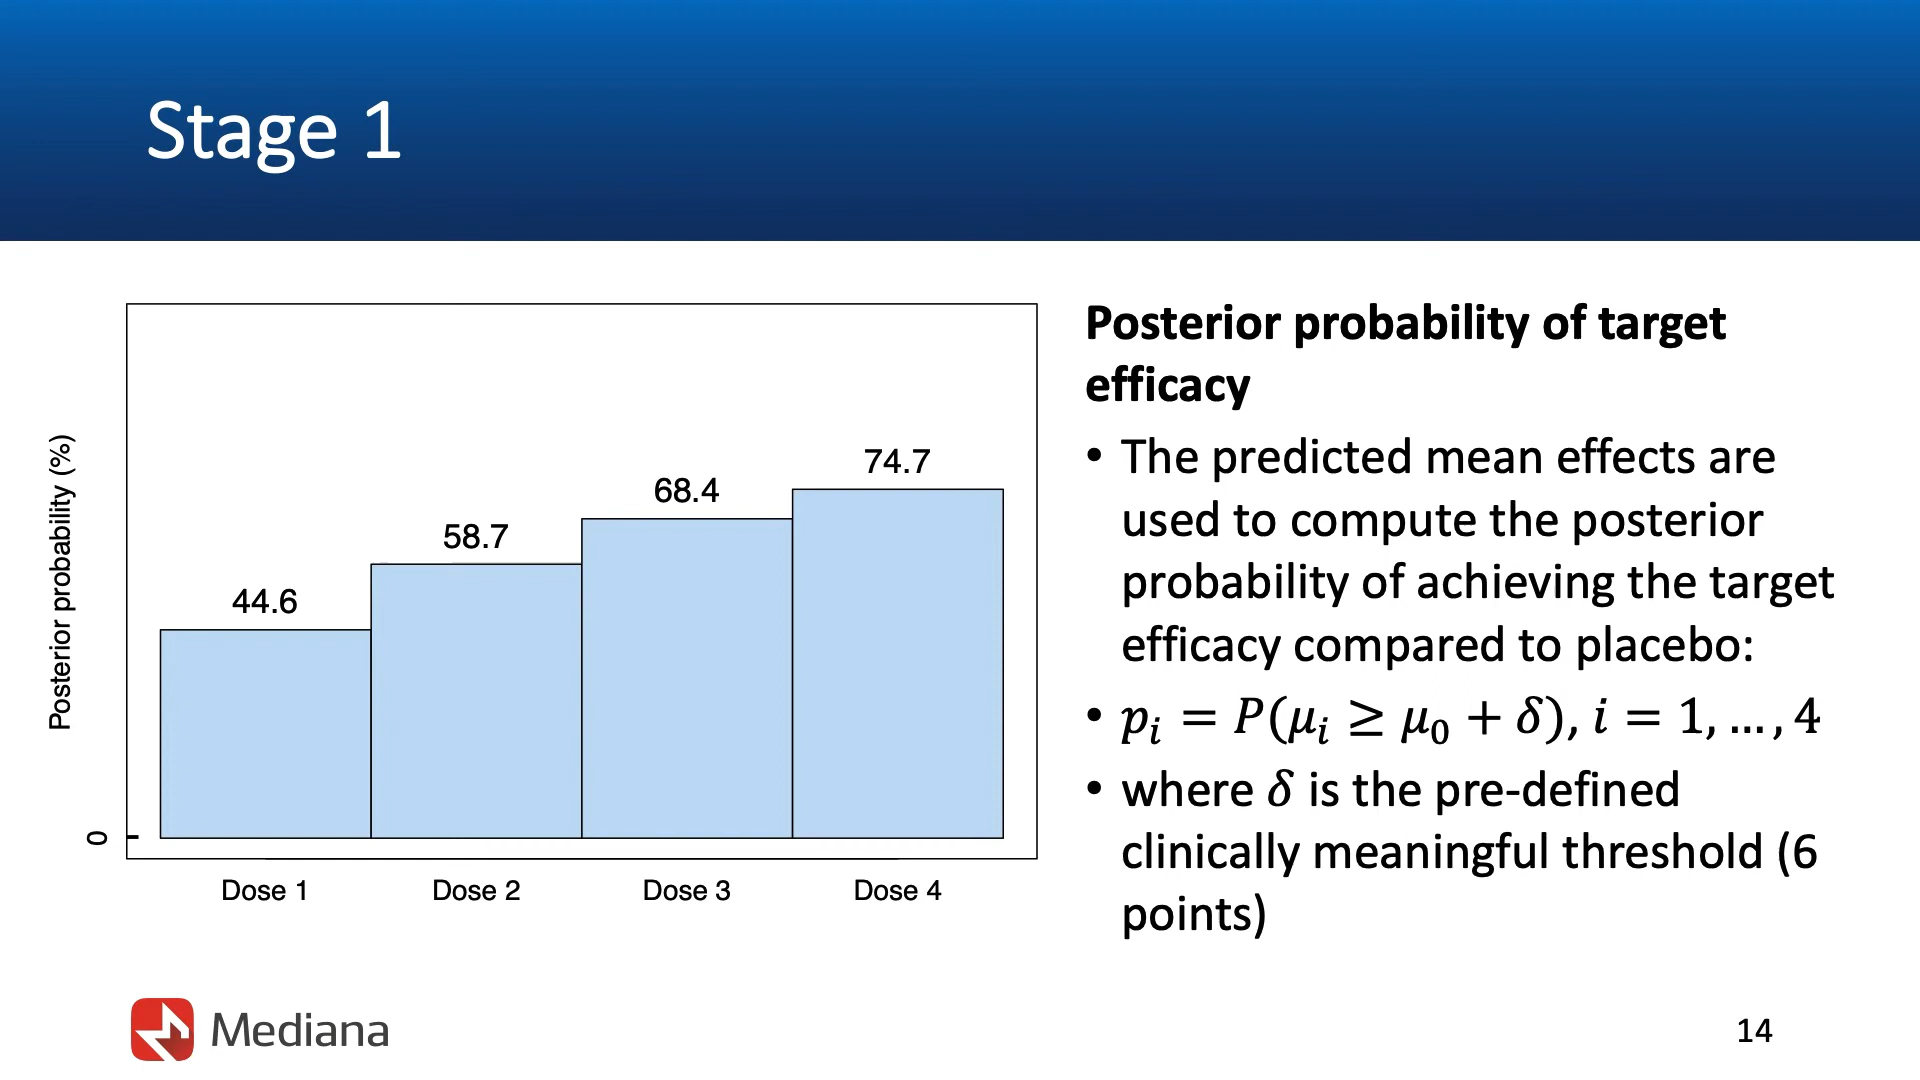 Stage 1
Posterior probability (%)
0
44.6
58.7
68.4
74.7
Dose 1
Dose 2
Dose 3
Dose 4
Posterior probability of target
efficacy
• The predicted mean effects are
used to compute the posterior
probability of achieving the target
efficacy compared to placebo:
• 𝑝ᵢ = 𝑃(𝜇ᵢ ≥ 𝜇₀ + 𝛿), 𝑖 = 1, … , 4
• where 𝛿 is the pre-defined
clinically meaningful threshold (6
points)
Mediana
14